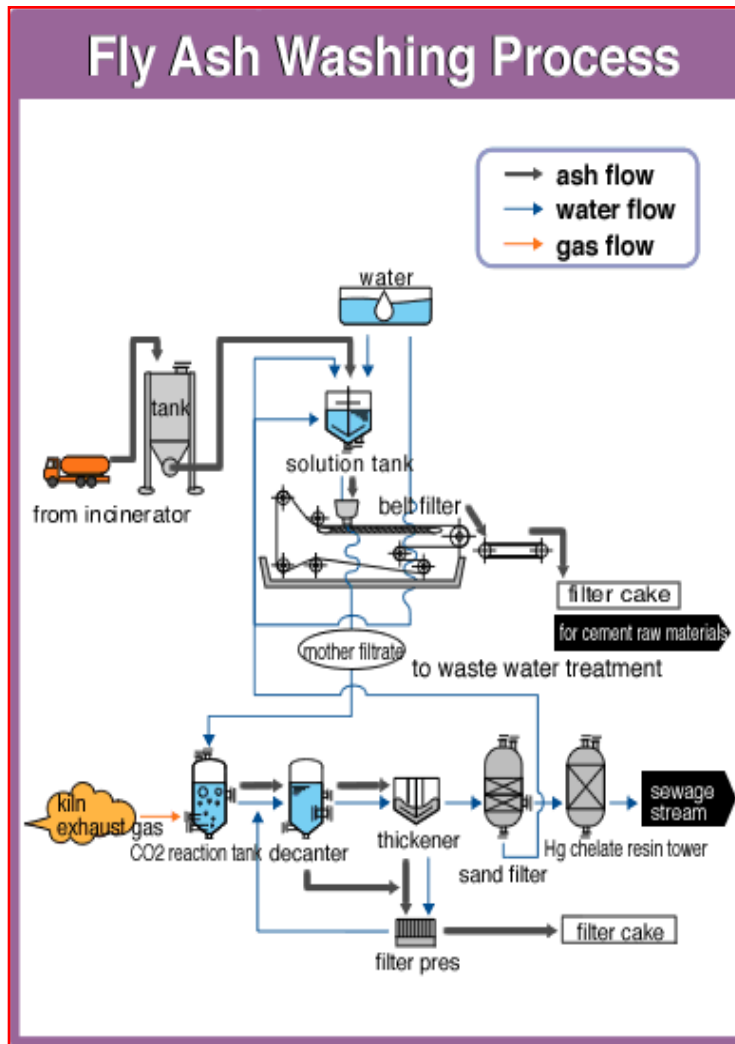 Fly Ash Washing Process
ash flow
water flow
gas flow
water
tank
solution tank
from incinerator
belt filter
filter cake
for cement raw materials
mother filtrate
to waste water treatment
kiln
exhaust gas
CO2 reaction tank
decanter
thickener
sand filter
Hg chelate resin tower
sewage
stream
filter pres
filter cake